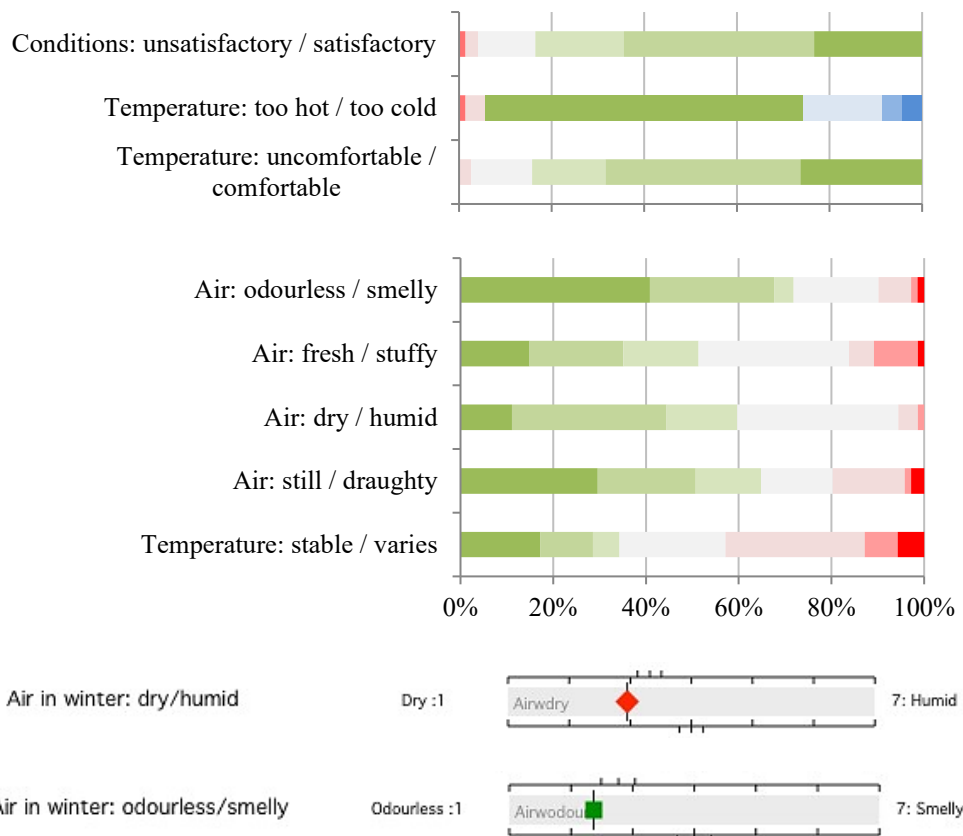 Conditions: unsatisfactory / satisfactory
Temperature: too hot / too cold
Temperature: uncomfortable /
comfortable
Air: odourless / smelly
Air: fresh / stuffy
Air: dry / humid
Air: still / draughty
Temperature: stable / varies
0% 20% 40% 60% 80% 100%
Air in winter: dry/humid Dry :1 Airwdry 7: Humid
Air in winter: odourless/smelly Odourless :1 Airwodou 7: Smelly